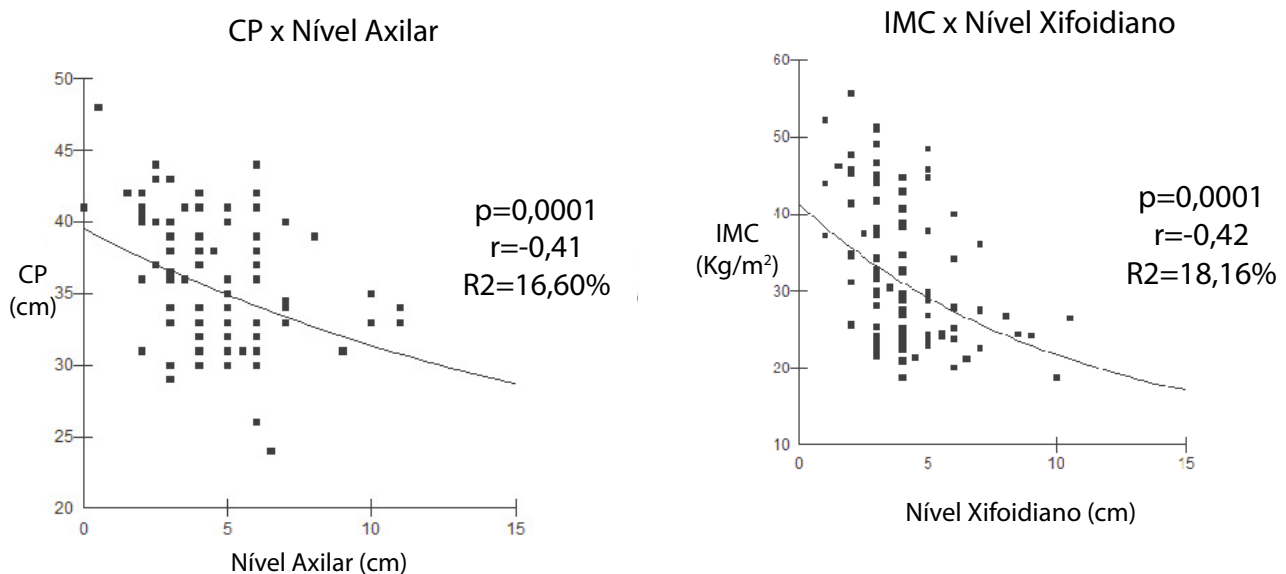 CP x Nível Axilar
50
45
40
35
30
25
20
CP
(cm)
p=0,0001
r=-0,41
R2=16,60%
0
5
10
15
Nível Axilar (cm)
IMC x Nível Xifoidiano
60
50
40
30
20
10
IMC
(Kg/m²)
p=0,0001
r=-0,42
R2=18,16%
0
5
10
15
Nível Xifoidiano (cm)